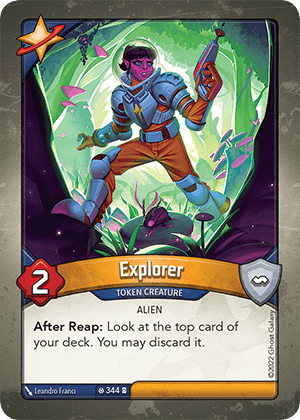 Explorer
TOKEN CREATURE
2
ALIEN
After Reap: Look at the top card of
your deck. You may discard it.
©2022 Ghost Galaxy
Leandro Franci
344